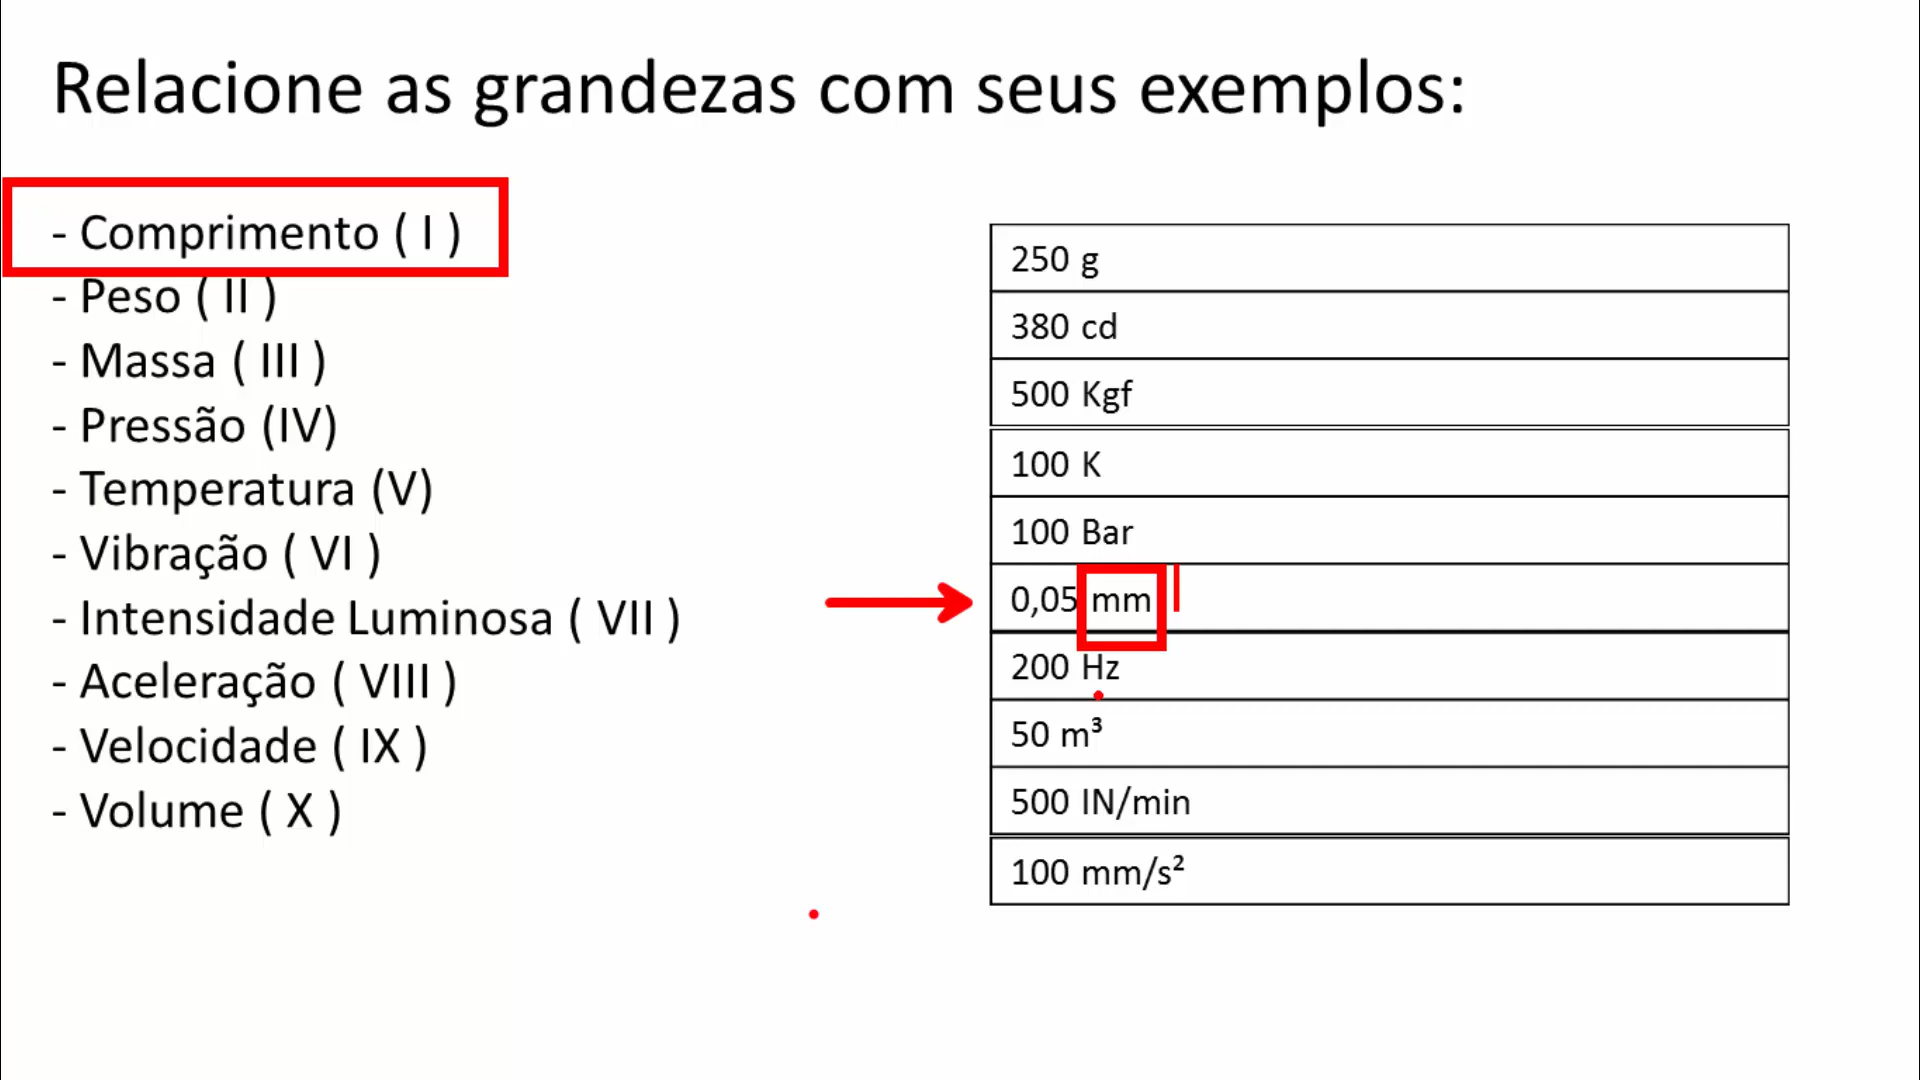 Relacione as grandezas com seus exemplos:
- Comprimento ( I )
- Peso ( II )
- Massa ( III )
- Pressão (IV)
- Temperatura (V)
- Vibração ( VI )
- Intensidade Luminosa ( VII )
- Aceleração ( VIII )
- Velocidade ( IX )
- Volume ( X )
250 g
380 cd
500 Kgf
100 K
100 Bar
0,05 mm I
200 Hz
50 m³
500 IN/min
100 mm/s²